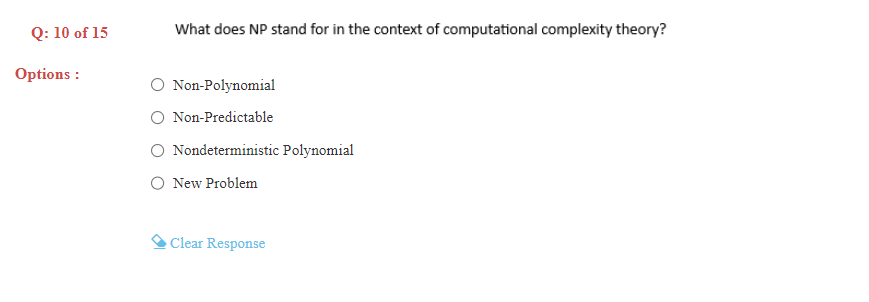 Q: 10 of 15
What does NP stand for in the context of computational complexity theory?
Options :
Non-Polynomial
Non-Predictable
Nondeterministic Polynomial
New Problem
Clear Response